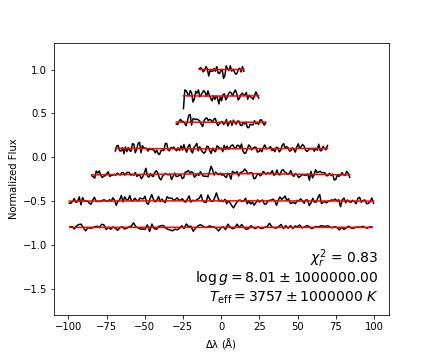 1.0
0.5
0.0
−0.5
−1.0
−1.5
Normalized Flux
χ²ᵣ = 0.83
log g = 8.01 ± 1000000.00
T_eff = 3757 ± 1000000 K
−100 −75 −50 −25 0 25 50 75 100
Δλ (Å)